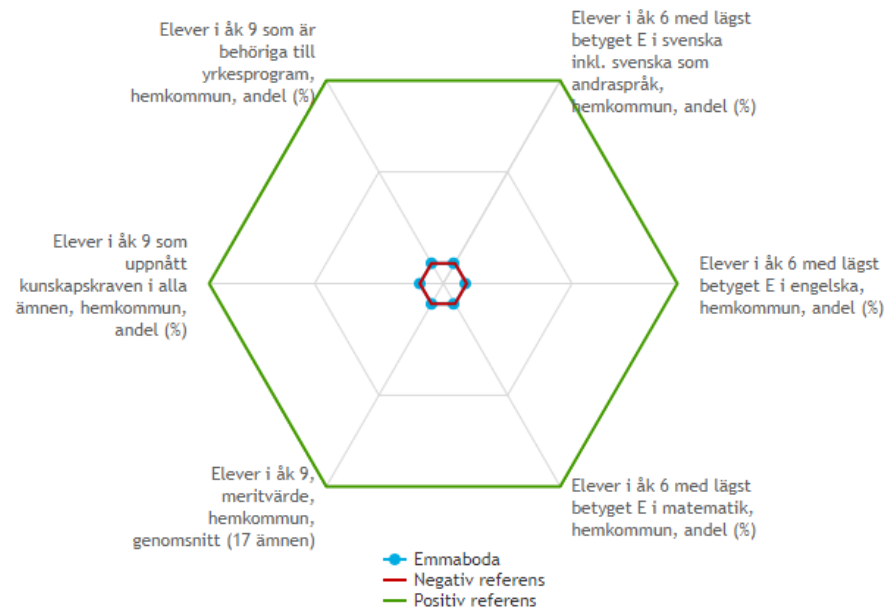 Elever i åk 9 som är
behöriga till
yrkesprogram,
hemkommun, andel (%)
Elever i åk 6 med lägst
betyget E i svenska
inkl. svenska som
andraspråk,
hemkommun, andel (%)
Elever i åk 9 som
uppnått
kunskapskraven i alla
ämnen, hemkommun,
andel (%)
Elever i åk 6 med lägst
betyget E i engelska,
hemkommun, andel (%)
Elever i åk 9,
meritvärde,
hemkommun,
genomsnitt (17 ämnen)
Elever i åk 6 med lägst
betyget E i matematik,
hemkommun, andel (%)
Emmaboda
Negativ referens
Positiv referens